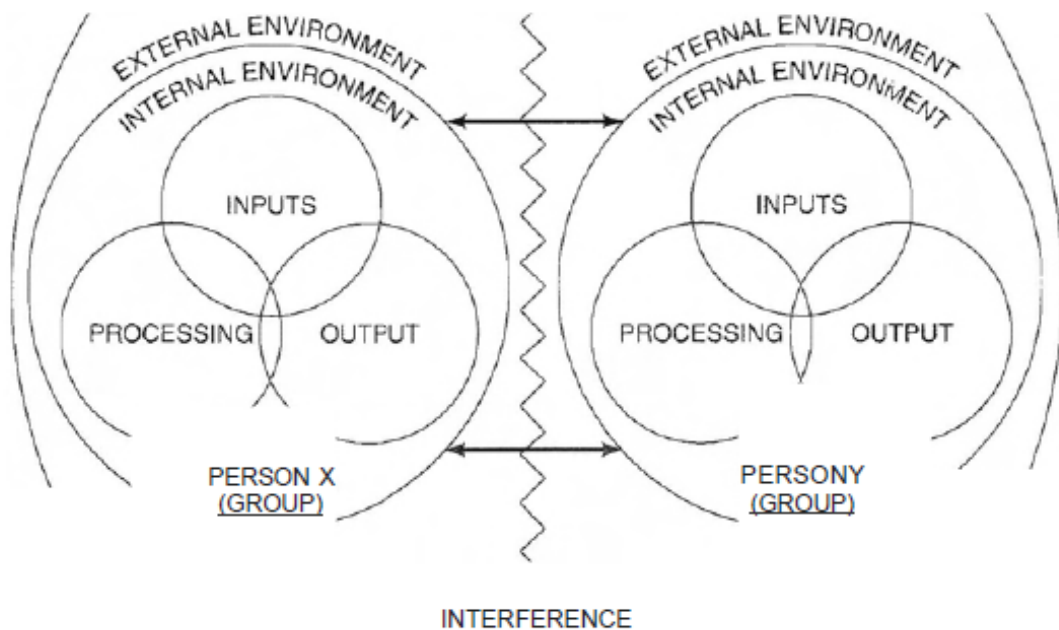 EXTERNAL ENVIRONMENT
INTERNAL ENVIRONMENT
INPUTS
PROCESSING
OUTPUT
PERSON X
(GROUP)
EXTERNAL ENVIRONMENT
INTERNAL ENVIRONMENT
INPUTS
PROCESSING
OUTPUT
PERSONY
(GROUP)
INTERFERENCE